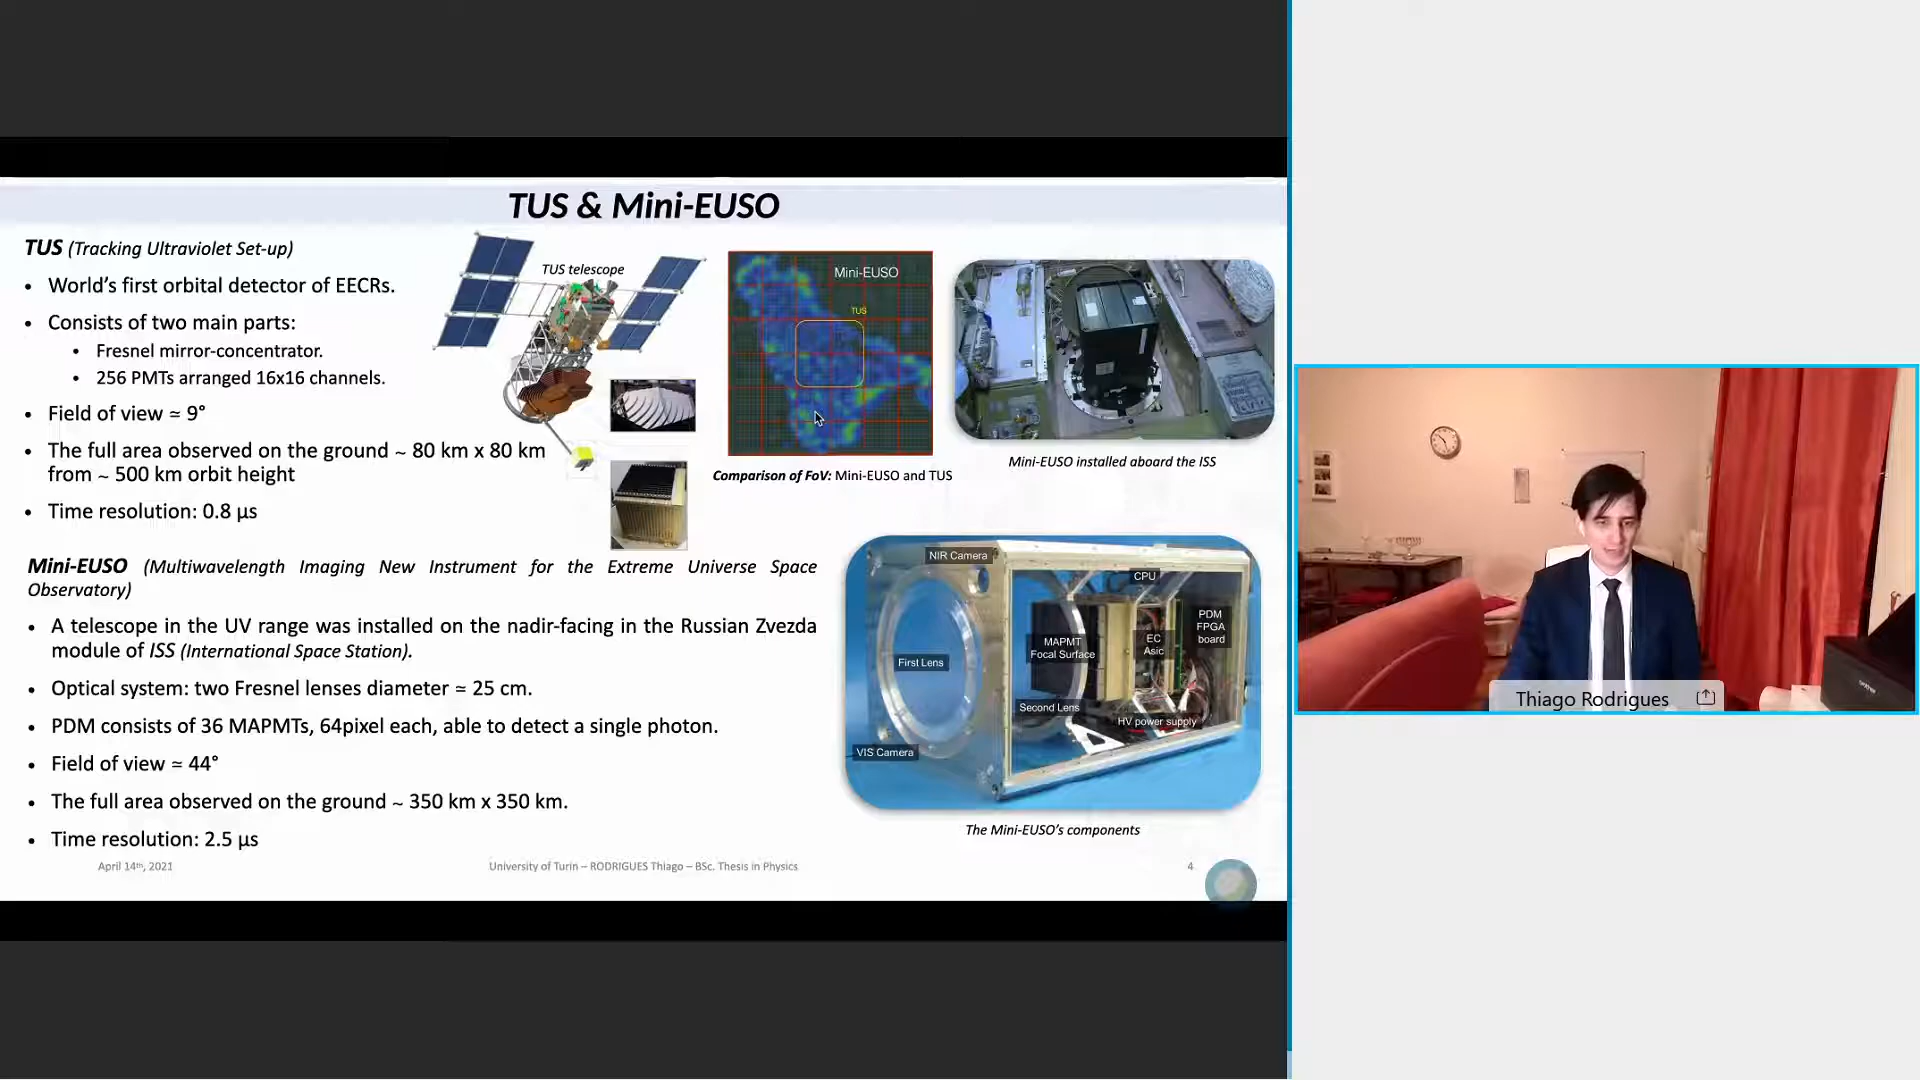 TUS & Mini-EUSO
TUS (Tracking Ultraviolet Set-up)
• World’s first orbital detector of EECRs.
• Consists of two main parts:
• Fresnel mirror-concentrator.
• 256 PMTs arranged 16x16 channels.
• Field of view ≃ 9°
• The full area observed on the ground ~ 80 km x 80 km
from ~ 500 km orbit height
• Time resolution: 0.8 μs
TUS telescope
Mini-EUSO
TUS
Comparison of FoV: Mini-EUSO and TUS
Mini-EUSO installed aboard the ISS
Mini-EUSO (Multiwavelength Imaging New Instrument for the Extreme Universe Space
Observatory)
• A telescope in the UV range was installed on the nadir-facing in the Russian Zvezda
module of ISS (International Space Station).
• Optical system: two Fresnel lenses diameter ≃ 25 cm.
• PDM consists of 36 MAPMTs, 64pixel each, able to detect a single photon.
• Field of view ≃ 44°
• The full area observed on the ground ~ 350 km x 350 km.
• Time resolution: 2.5 μs
NIR Camera
CPU
PDM
FPGA
board
EC
Asic
MAPMT
Focal Surface
First Lens
Second Lens
HV power supply
VIS Camera
The Mini-EUSO’s components
April 14th, 2021
University of Turin – RODRIGUES Thiago – BSc. Thesis in Physics
4
Thiago Rodrigues